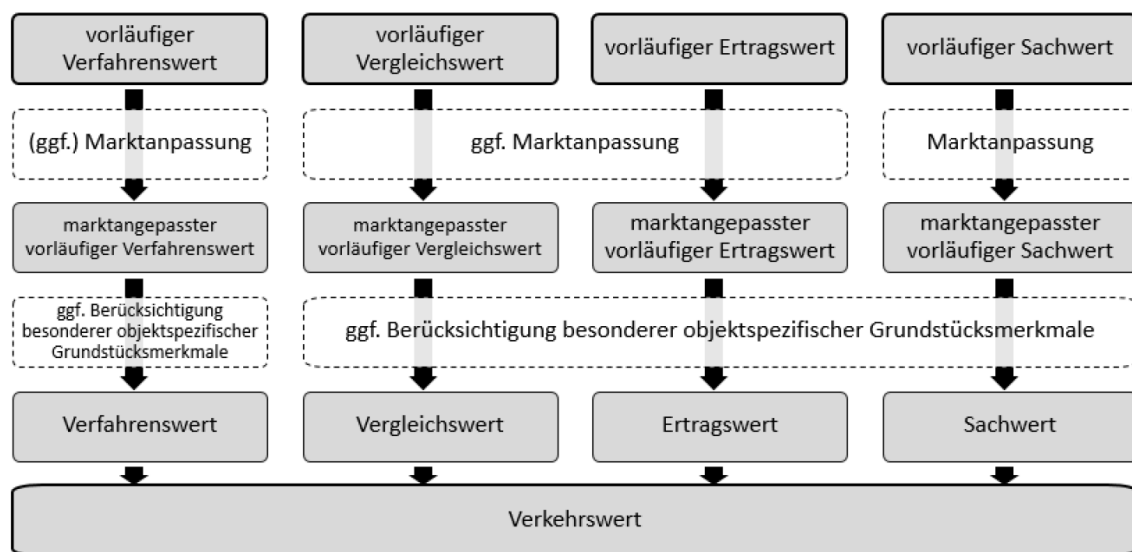 vorläufiger
Verfahrenswert
vorläufiger
Vergleichswert
vorläufiger Ertragswert
vorläufiger Sachwert
(ggf.) Marktanpassung
ggf. Marktanpassung
Marktanpassung
marktangepasster
vorläufiger Verfahrenswert
marktangepasster
vorläufiger Vergleichswert
marktangepasster
vorläufiger Ertragswert
marktangepasster
vorläufiger Sachwert
ggf. Berücksichtigung
besonderer objektspezifischer
Grundstücksmerkmale
ggf. Berücksichtigung besonderer objektspezifischer Grundstücksmerkmale
Verfahrenswert
Vergleichswert
Ertragswert
Sachwert
Verkehrswert